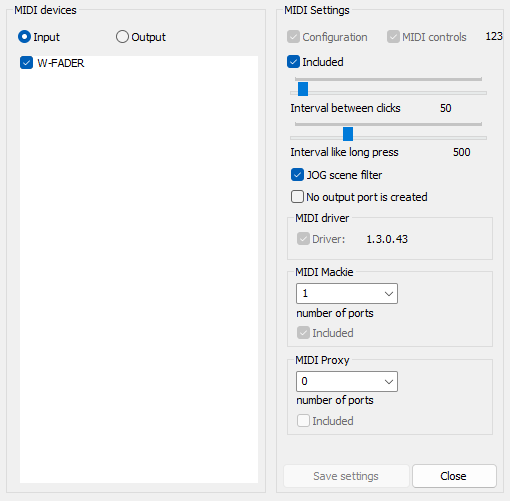 MIDI devices
Input
Output
W-FADER
MIDI Settings
Configuration
MIDI controls
123
Included
Interval between clicks
50
Interval like long press
500
JOG scene filter
No output port is created
MIDI driver
Driver:
1.3.0.43
MIDI Mackie
1
number of ports
Included
MIDI Proxy
0
number of ports
Included
Save settings
Close